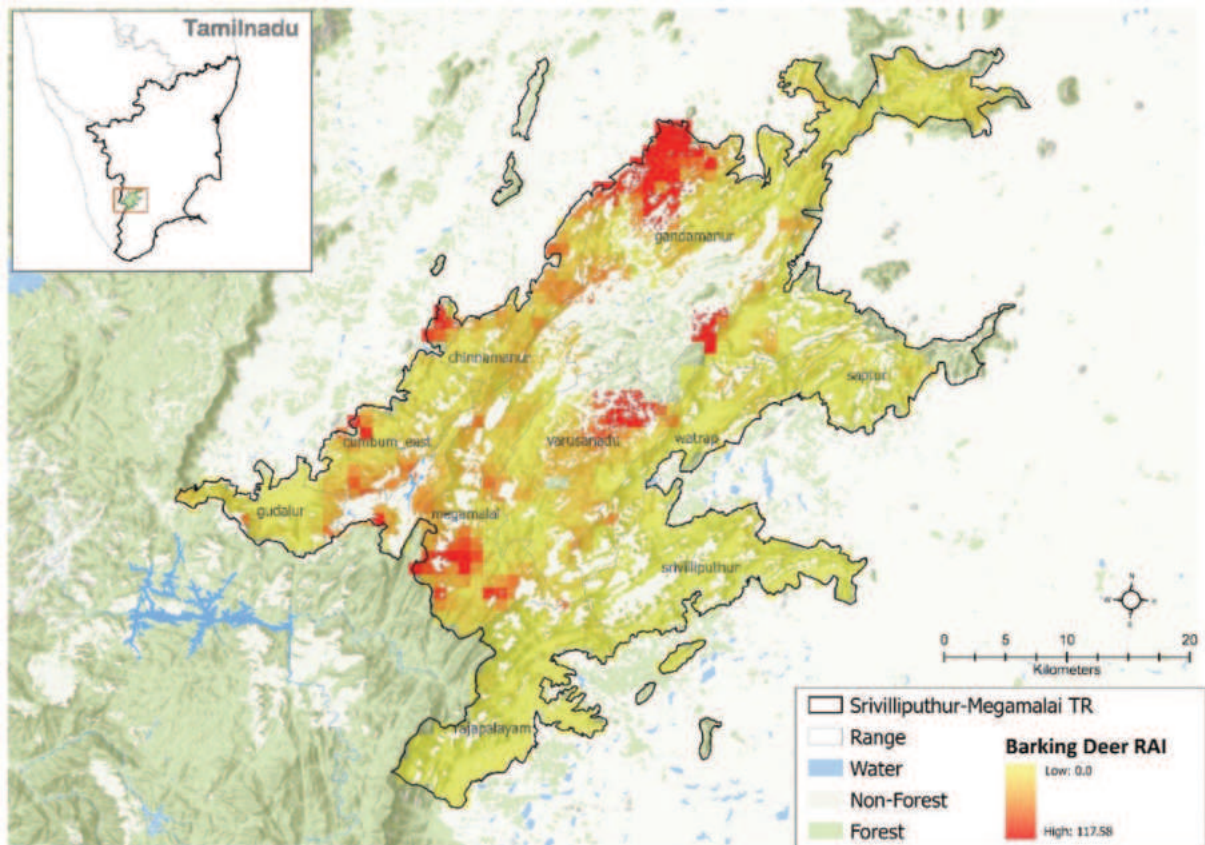 Tamilnadu
gandamanur
chinnamanur
saptur
cumbum_east
varusanadu
watrap
gudalur
megamalai
srivilliputhur
rajapalayam
N
W
E
S
0 5 10 20
Kilometers
Srivilliputhur-Megamalai TR
Range
Water
Non-Forest
Forest
Barking Deer RAI
Low: 0.0
High: 117.58